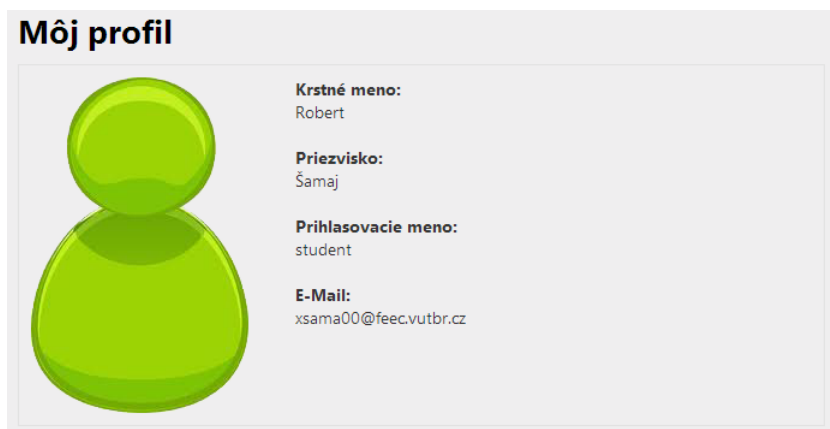 Môj profil
Krstné meno:
Robert
Priezvisko:
Šamaj
Prihlasovacie meno:
student
E-Mail:
xsama00@feec.vutbr.cz